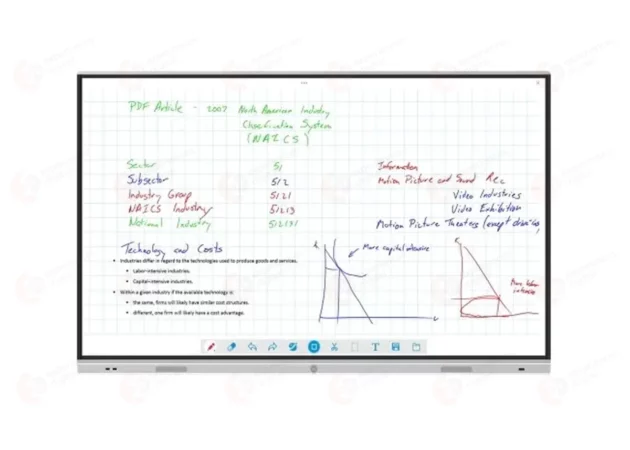 PDF Article - 2007 North American Industry
Classification System
(NAICS)
Sector 51 Information
Subsector 512 Motion Picture and Sound Rec
Industry Group 5121 Video Industries
NAICS Industry 51213 Video Exhibition
National Industry 512131 Motion Picture Theaters (except drive-ins)
Technology and Costs
More capital intensive
Industries differ in regard to the technologies used to produce goods and services.
Labor-intensive industries.
Capital-intensive industries.
Within a given industry if the available technology is:
the same, firms will likely have similar cost structures.
different, one firm will likely have a cost advantage.
K
L
K
More labor
intensive
T